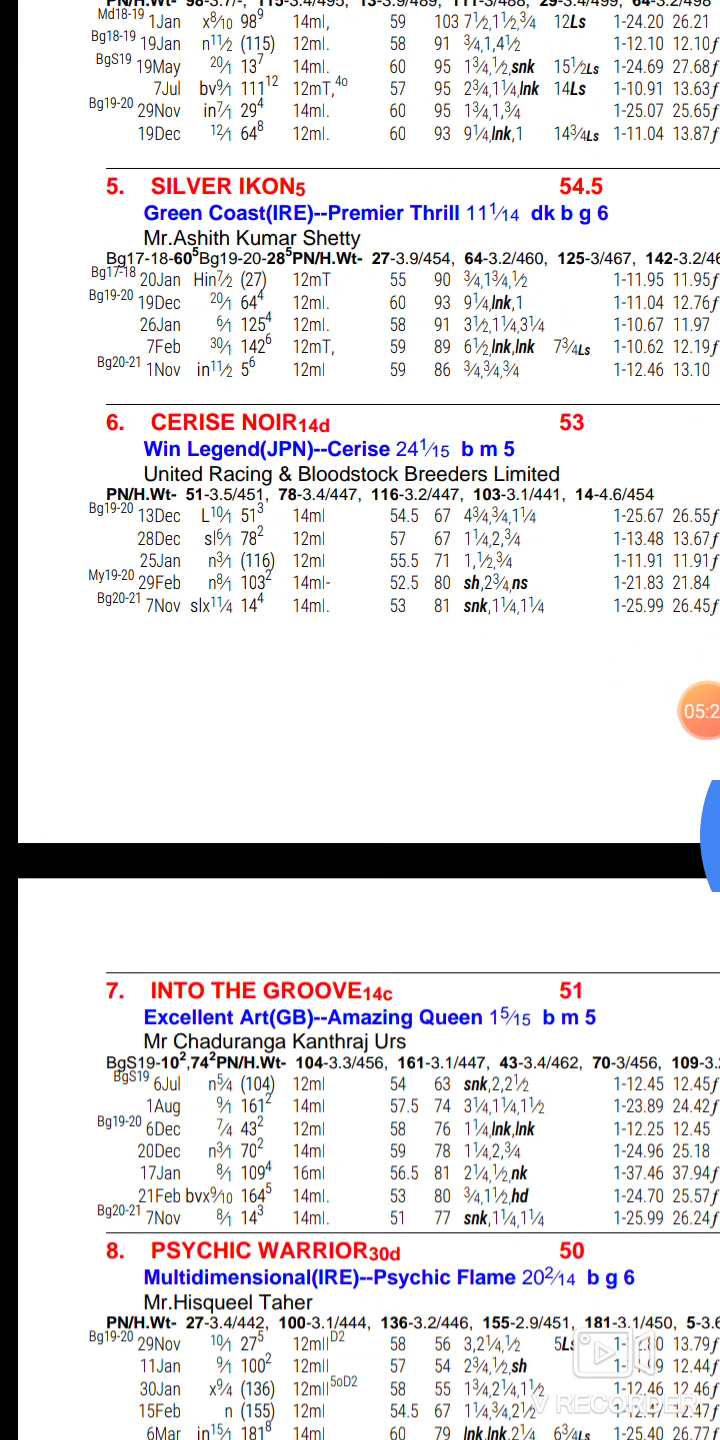 Md18-19 1Jan x8/10 98⁹ 14ml, 59 103 7½,1½,¾ 12Ls 1-24.20 26.21
Bg18-19 19Jan n11/2 (115) 12ml 58 91 ¾,1,4½ 1-12.10 12.10f
BgS19 19May 20/1 13⁷ 14ml. 60 95 1¾,½,snk 15½Ls 1-24.69 27.68f
7Jul bv9/1 111¹² 12mT,⁴⁰ 57 95 2¾,1¼,lnk 14Ls 1-10.91 13.63f
Bg19-20 29Nov in7/1 29⁴ 14ml. 60 95 1¾,1,¾ 1-25.07 25.65f
19Dec 12/1 64⁸ 12ml. 60 93 9¼,lnk,1 14¾Ls 1-11.04 13.87f
5. SILVER IKON5 54.5
Green Coast(IRE)--Premier Thrill 11 1/14 dk b g 6
Mr.Ashith Kumar Shetty
Bg17-18-60⁵Bg19-20-28⁵PN/H.Wt- 27-3.9/454, 64-3.2/460, 125-3/467, 142-3.2/46
Bg17-18 20Jan Hin7/2 (27) 12mT 55 90 ¾,1¾,½ 1-11.95 11.95f
Bg19-20 19Dec 20/1 64⁴ 12ml. 60 93 9¼,lnk,1 1-11.04 12.76f
26Jan 6/1 125⁴ 12ml. 58 91 3½,1¼,3¼ 1-10.67 11.97
7Feb 30/1 142⁶ 12mT, 59 89 6½,lnk,lnk 7¾Ls 1-10.62 12.19f
Bg20-21 1Nov in11/2 5⁶ 12ml 59 86 ¾,¾,¾ 1-12.46 13.10
6. CERISE NOIR14d 53
Win Legend(JPN)--Cerise 24 1/15 b m 5
United Racing & Bloodstock Breeders Limited
PN/H.Wt- 51-3.5/451, 78-3.4/447, 116-3.2/447, 103-3.1/441, 14-4.6/454
Bg19-20 13Dec L10/1 51³ 14ml 54.5 67 4¾,¾,1¼ 1-25.67 26.55f
28Dec sl6/1 78² 12ml 57 67 1¼,2,¾ 1-13.48 13.67f
25Jan n3/1 (116) 12ml 55.5 71 1,½,¾ 1-11.91 11.91f
My19-20 29Feb n8/1 103² 14ml- 52.5 80 sh,2¾,ns 1-21.83 21.84
Bg20-21 7Nov slx11/4 14⁴ 14ml. 53 81 snk,1¼,1¼ 1-25.99 26.45f
05:2
7. INTO THE GROOVE14c 51
Excellent Art(GB)--Amazing Queen 1 5/15 b m 5
Mr Chaduranga Kanthraj Urs
BgS19-10²,74²PN/H.Wt- 104-3.3/456, 161-3.1/447, 43-3.4/462, 70-3/456, 109-3.
BgS19 6Jul n5/4 (104) 12ml 54 63 snk,2,2½ 1-12.45 12.45f
1Aug 9/1 161² 14ml 57.5 74 3¼,1¼,1½ 1-23.89 24.42f
Bg19-20 6Dec 7/4 43² 12ml 58 76 1¼,lnk,lnk 1-12.25 12.45
20Dec n3/1 70² 14ml 59 78 1¼,2,¾ 1-24.96 25.18
17Jan 8/1 109⁴ 16ml 56.5 81 2¼,½,nk 1-37.46 37.94f
21Feb bvx9/10 164⁵ 14ml. 53 80 ¾,1½,hd 1-24.70 25.57f
Bg20-21 7Nov 8/1 14³ 14ml. 51 77 snk,1¼,1¼ 1-25.99 26.24f
8. PSYCHIC WARRIOR30d 50
Multidimensional(IRE)--Psychic Flame 20 2/14 b g 6
Mr.Hisqueel Taher
PN/H.Wt- 27-3.4/442, 100-3.1/444, 136-3.2/446, 155-2.9/451, 181-3.1/450, 5-3.6
Bg19-20 29Nov 10/1 27⁵ 12mll D2 58 56 3,2¼,½ 5Ls 13.79f
11Jan 9/1 100² 12mll 57 54 2¾,½,sh 12.44f
30Jan x9/4 (136) 12mll 5oD2 58 55 1¾,2¼,1½ 1-12.46 12.46f
15Feb n (155) 12ml 54.5 67 1¼,¾,2½ 1-12.47 12.47f
6Mar in15/1 181⁸ 14ml 60 79 lnk,lnk,2¼ 6¾Ls 1-25.40 26.77f
V RECORDER